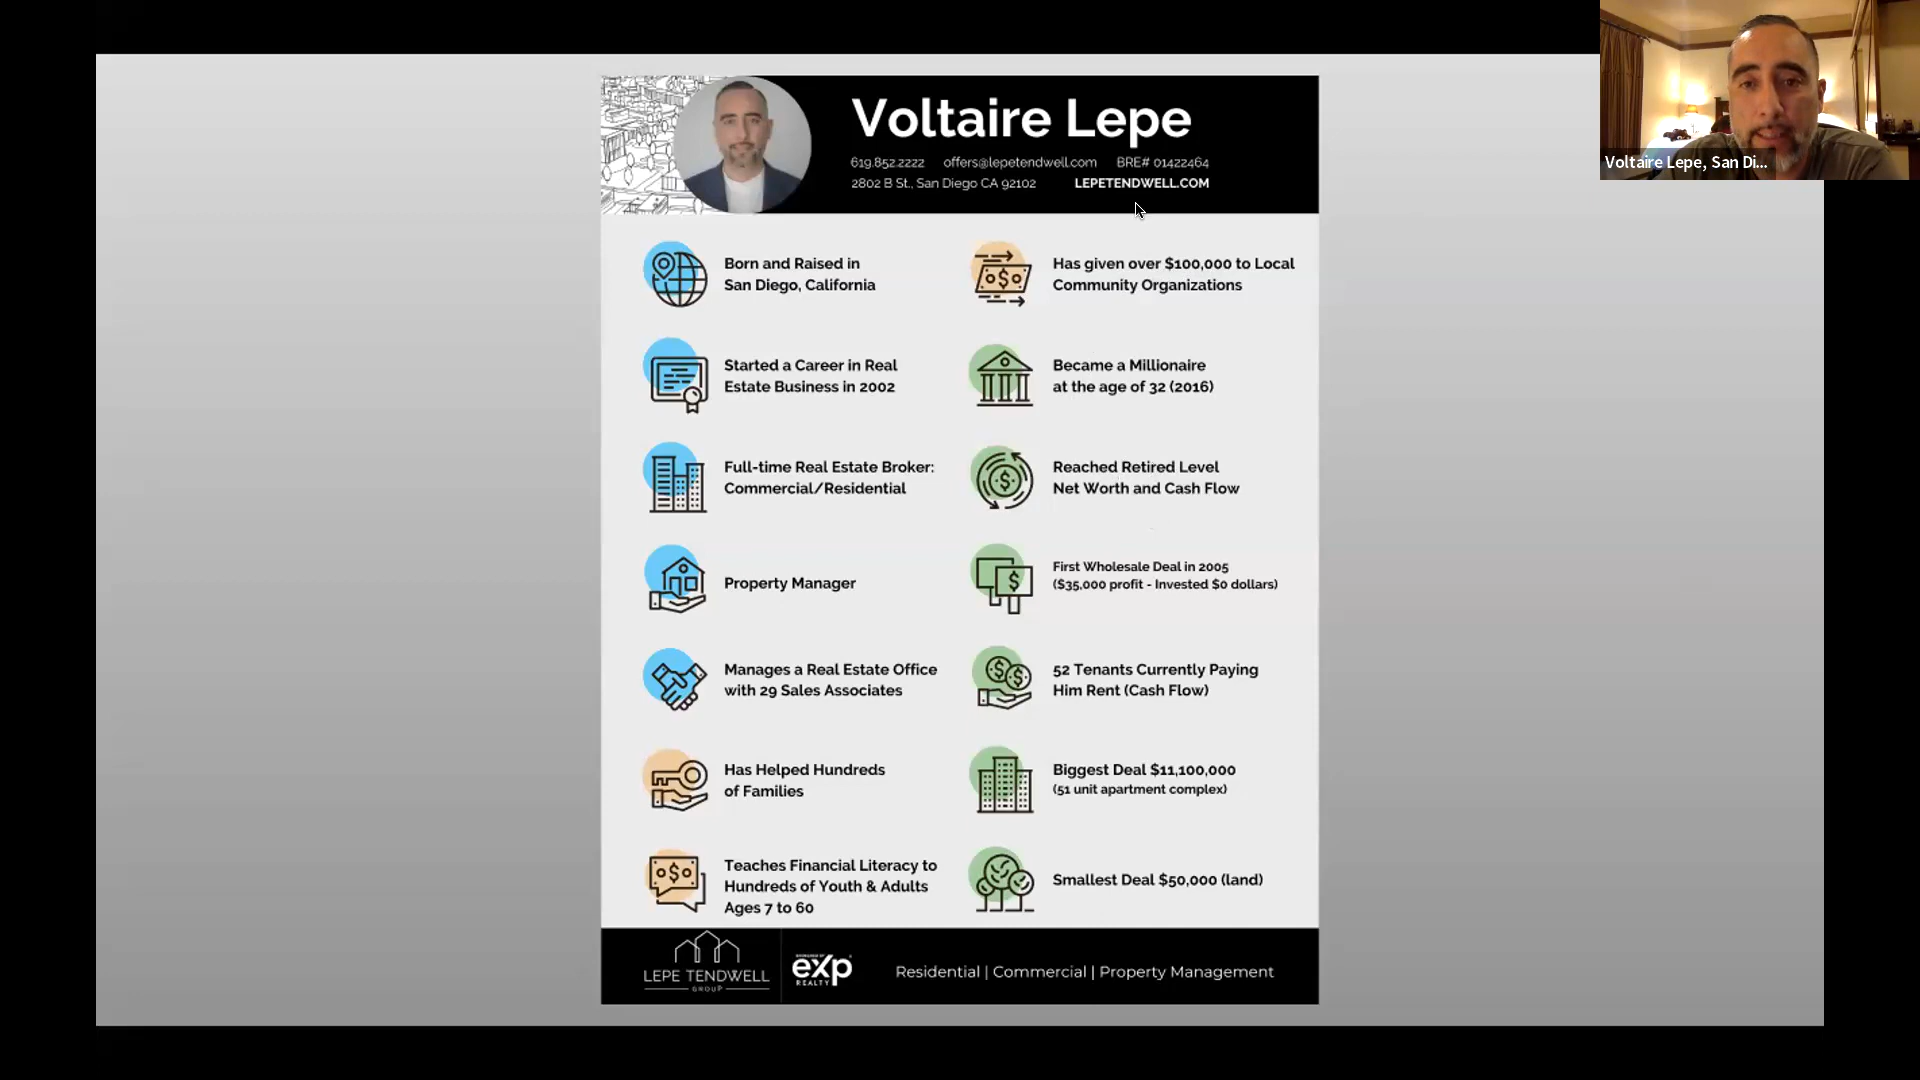 Voltaire Lepe
619.852.2222 offers@lepetendwell.com BRE# 01422464
2802 B St., San Diego CA 92102 LEPETENDWELL.COM
Voltaire Lepe, San Di...
Born and Raised in
San Diego, California
Started a Career in Real
Estate Business in 2002
Full-time Real Estate Broker:
Commercial/Residential
Property Manager
Manages a Real Estate Office
with 29 Sales Associates
Has Helped Hundreds
of Families
Teaches Financial Literacy to
Hundreds of Youth & Adults
Ages 7 to 60
Has given over $100,000 to Local
Community Organizations
Became a Millionaire
at the age of 32 (2016)
Reached Retired Level
Net Worth and Cash Flow
First Wholesale Deal in 2005
($35,000 profit - Invested $0 dollars)
52 Tenants Currently Paying
Him Rent (Cash Flow)
Biggest Deal $11,100,000
(51 unit apartment complex)
Smallest Deal $50,000 (land)
LEPE TENDWELL
GROUP
eXp
REALTY
Residential | Commercial | Property Management